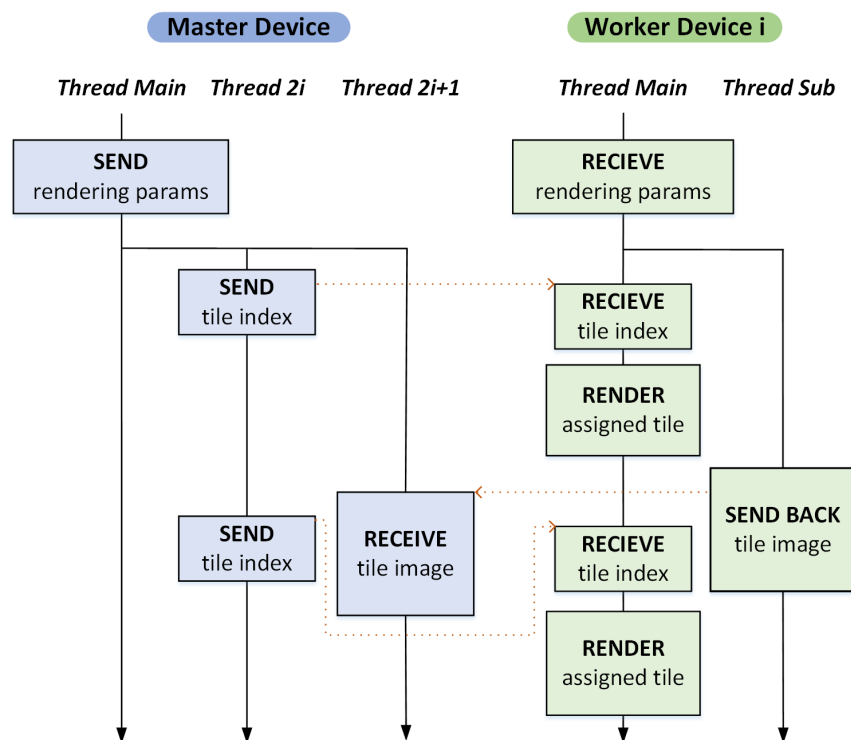 Master Device
Worker Device i
Thread Main
Thread 2i
Thread 2i+1
Thread Main
Thread Sub
SEND
rendering params
RECIEVE
rendering params
SEND
tile index
RECIEVE
tile index
RENDER
assigned tile
SEND
tile index
RECEIVE
tile image
RECIEVE
tile index
SEND BACK
tile image
RENDER
assigned tile